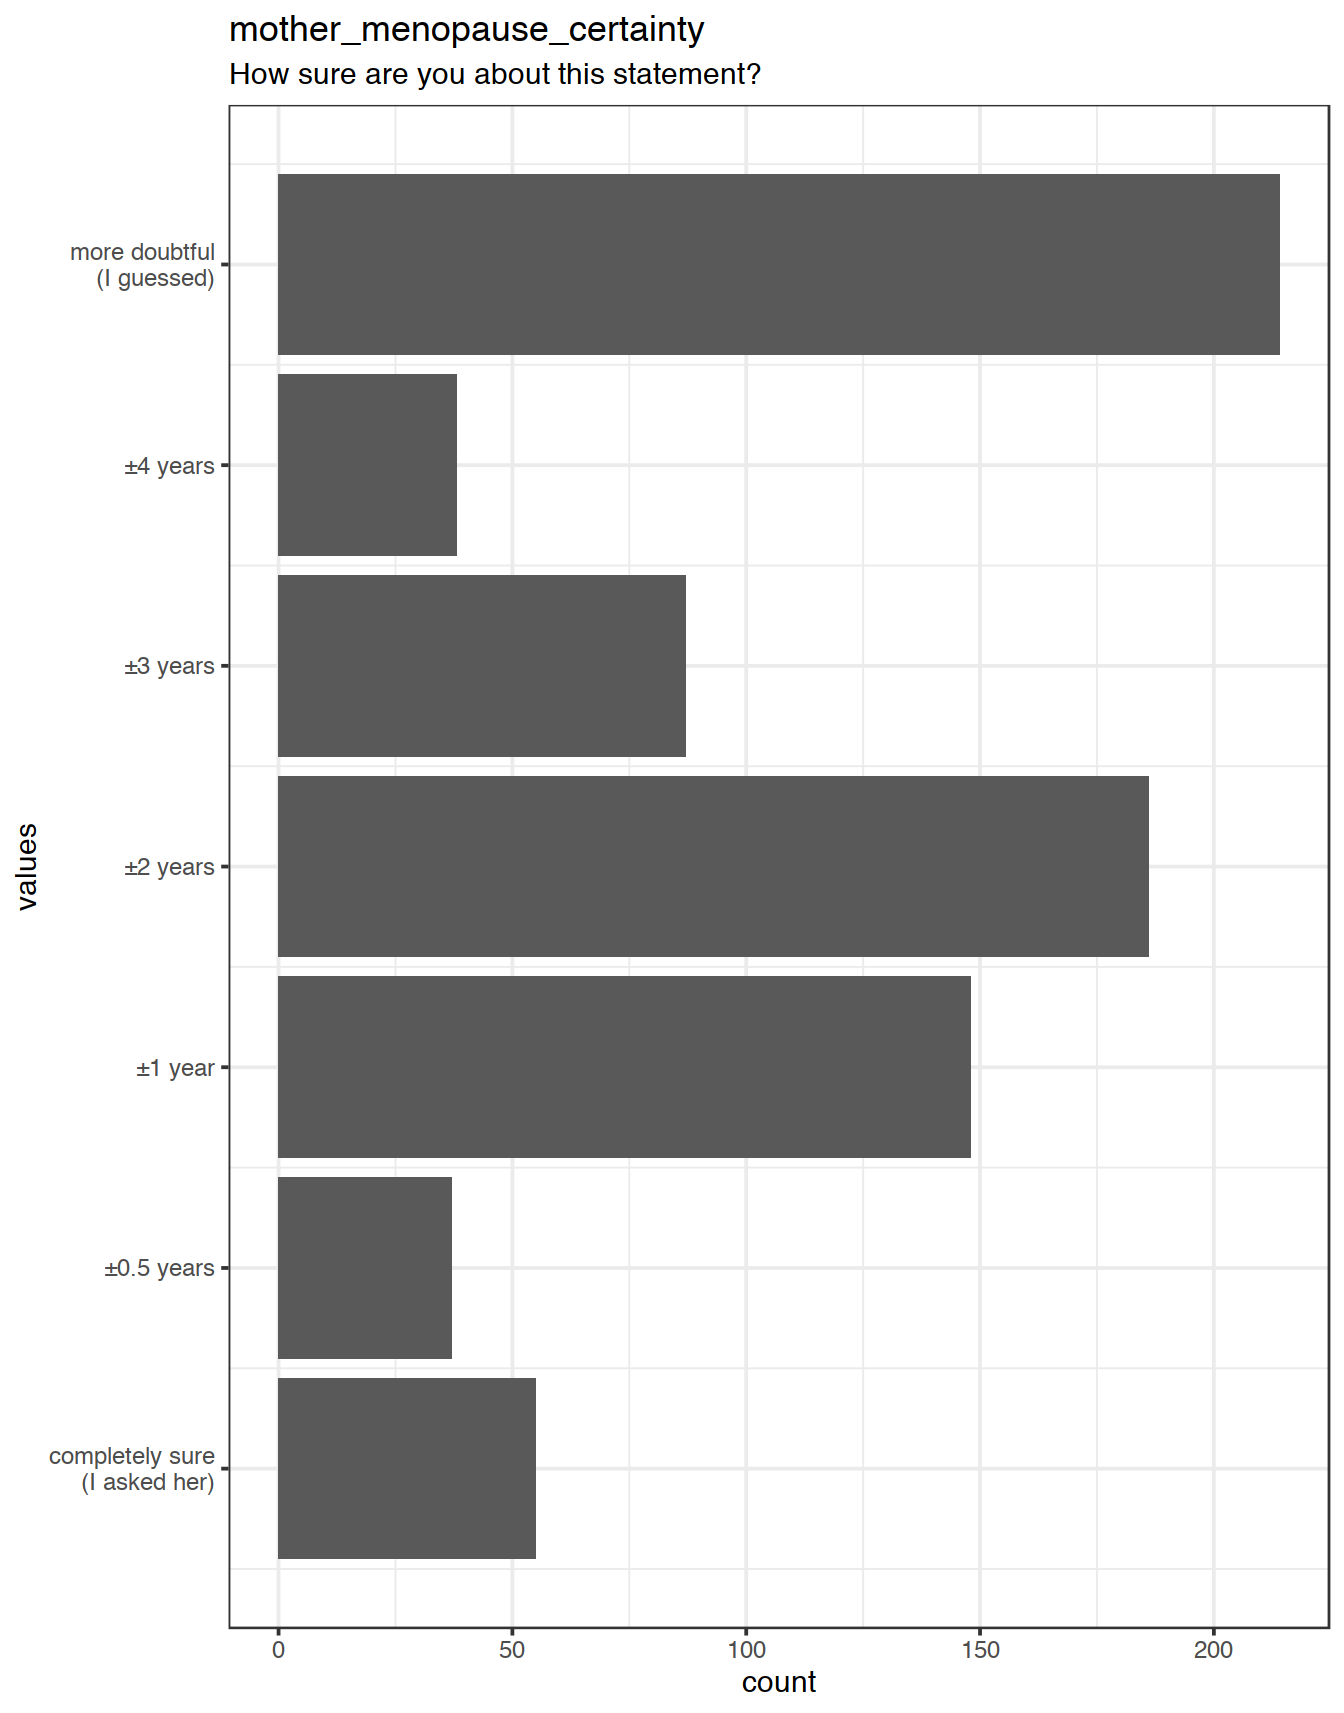 mother_menopause_certainty
How sure are you about this statement?
values
more doubtful
(I guessed)
±4 years
±3 years
±2 years
±1 year
±0.5 years
completely sure
(I asked her)
0 50 100 150 200
count